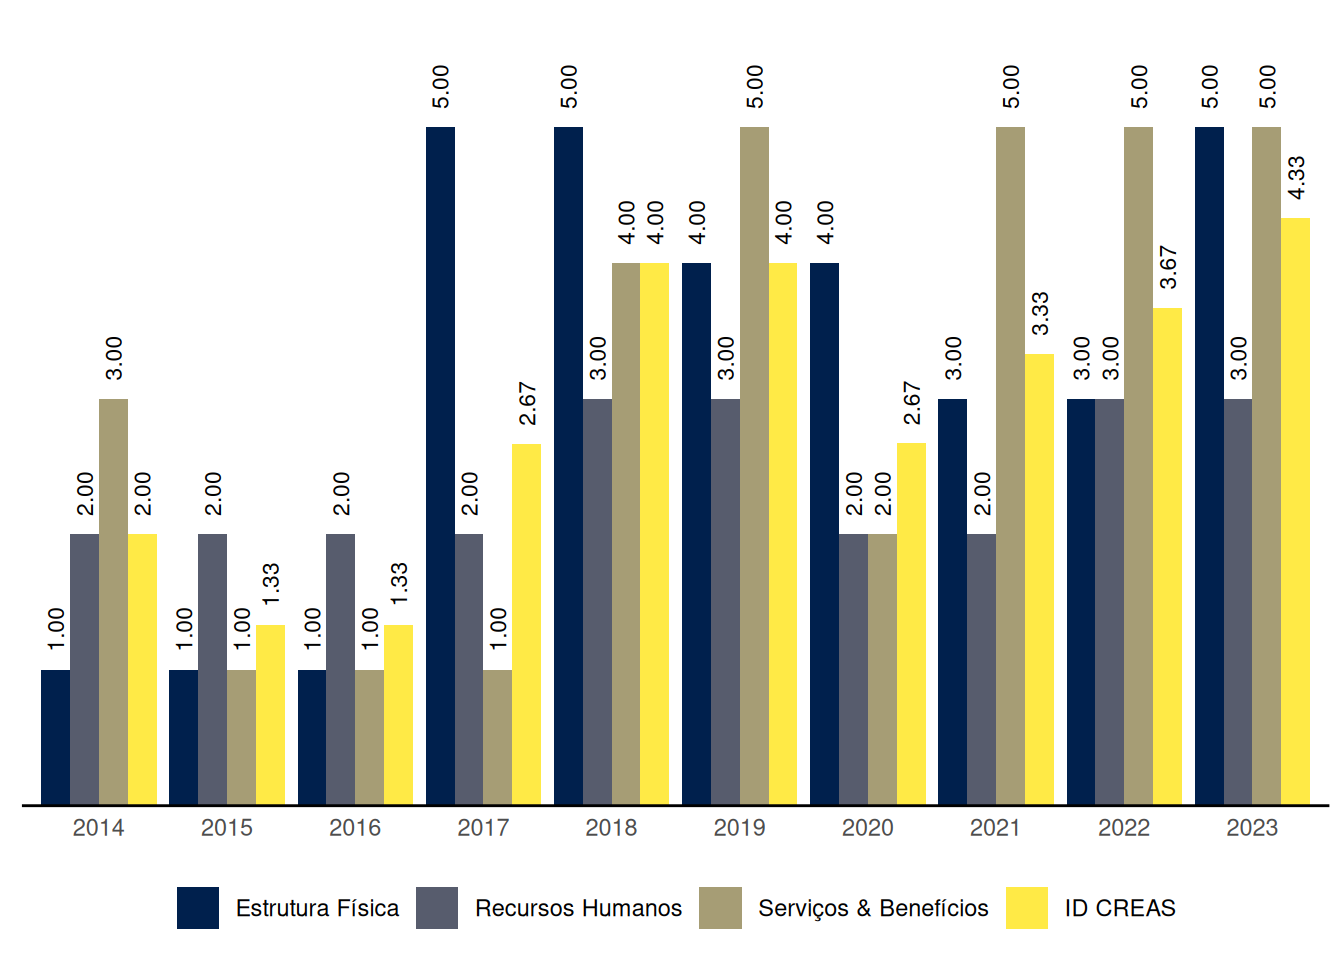 5.00 5.00 5.00 5.00 5.00 5.00 5.00
4.33
4.00 4.00 4.00 4.00 4.00
3.67
3.33
3.00 3.00 3.00 3.00 3.00 3.00 3.00
2.67 2.67
2.00 2.00 2.00 2.00 2.00 2.00 2.00 2.00
1.33 1.33
1.00 1.00 1.00 1.00 1.00 1.00
2014 2015 2016 2017 2018 2019 2020 2021 2022 2023
Estrutura Física Recursos Humanos Serviços & Benefícios ID CREAS